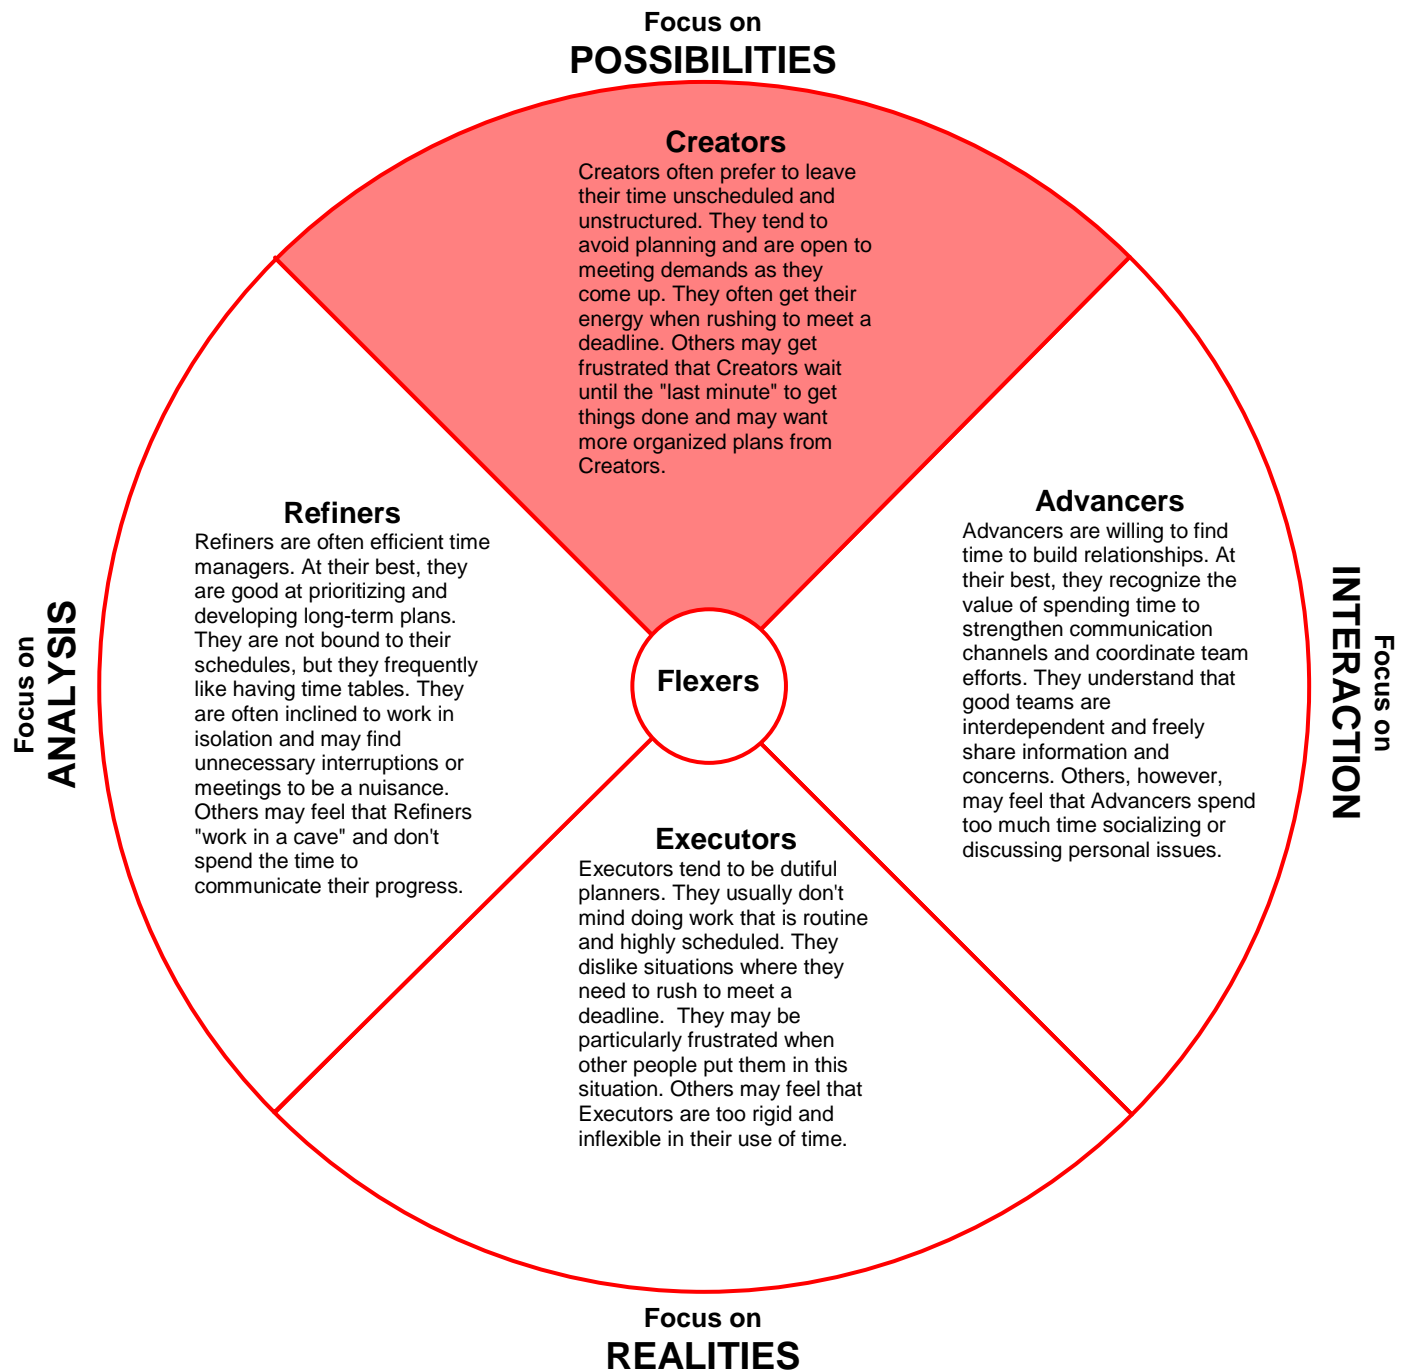 Focus on
POSSIBILITIES
Creators
Creators often prefer to leave
their time unscheduled and
unstructured. They tend to
avoid planning and are open to
meeting demands as they
come up. They often get their
energy when rushing to meet a
deadline. Others may get
frustrated that Creators wait
until the "last minute" to get
things done and may want
more organized plans from
Creators.
Focus on
ANALYSIS
Refiners
Refiners are often efficient time
managers. At their best, they
are good at prioritizing and
developing long-term plans.
They are not bound to their
schedules, but they frequently
like having time tables. They
are often inclined to work in
isolation and may find
unnecessary interruptions or
meetings to be a nuisance.
Others may feel that Refiners
"work in a cave" and don't
spend the time to
communicate their progress.
Flexers
Advancers
Advancers are willing to find
time to build relationships. At
their best, they recognize the
value of spending time to
strengthen communication
channels and coordinate team
efforts. They understand that
good teams are
interdependent and freely
share information and
concerns. Others, however,
may feel that Advancers spend
too much time socializing or
discussing personal issues.
Focus on
INTERACTION
Executors
Executors tend to be dutiful
planners. They usually don't
mind doing work that is routine
and highly scheduled. They
dislike situations where they
need to rush to meet a
deadline.  They may be
particularly frustrated when
other people put them in this
situation. Others may feel that
Executors are too rigid and
inflexible in their use of time.
Focus on
REALITIES